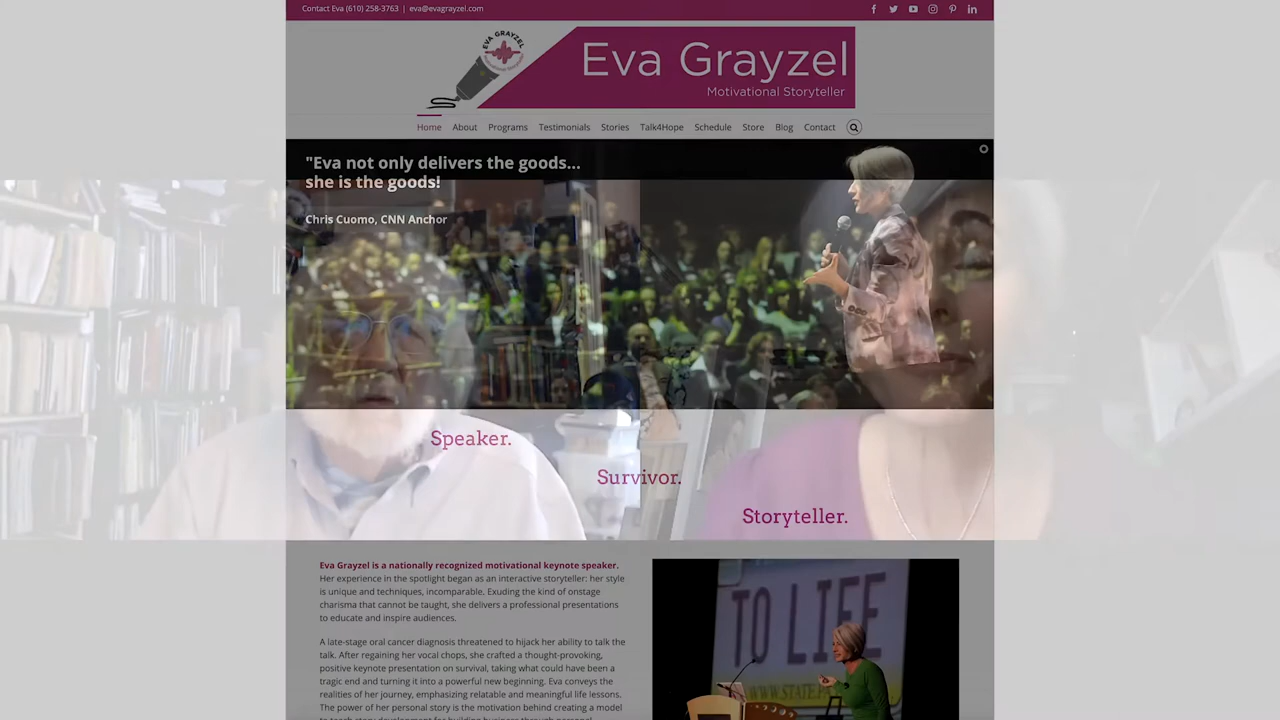 Contact Eva (610) 258-3763 | eva@evagrayzel.com
EVA GRAYZEL
Eva Grayzel
Motivational Storyteller
Home About Programs Testimonials Stories Talk4Hope Schedule Store Blog Contact
"Eva not only delivers the goods...
she is the goods!
Chris Cuomo, CNN Anchor
Speaker.
Survivor.
Storyteller.
Eva Grayzel is a nationally recognized motivational keynote speaker.
Her experience in the spotlight began as an interactive storyteller: her style
is unique and techniques, incomparable. Exuding the kind of onstage
charisma that cannot be taught, she delivers a professional presentations
to educate and inspire audiences.
A late-stage oral cancer diagnosis threatened to hijack her ability to talk the
talk. After regaining her vocal chops, she crafted a thought-provoking,
positive keynote presentation on survival, taking what could have been a
tragic end and turning it into a powerful new beginning. Eva conveys the
realities of her journey, emphasizing relatable and meaningful life lessons.
The power of her personal story is the motivation behind creating a model
TO LIFE
WWW.STATE.PA